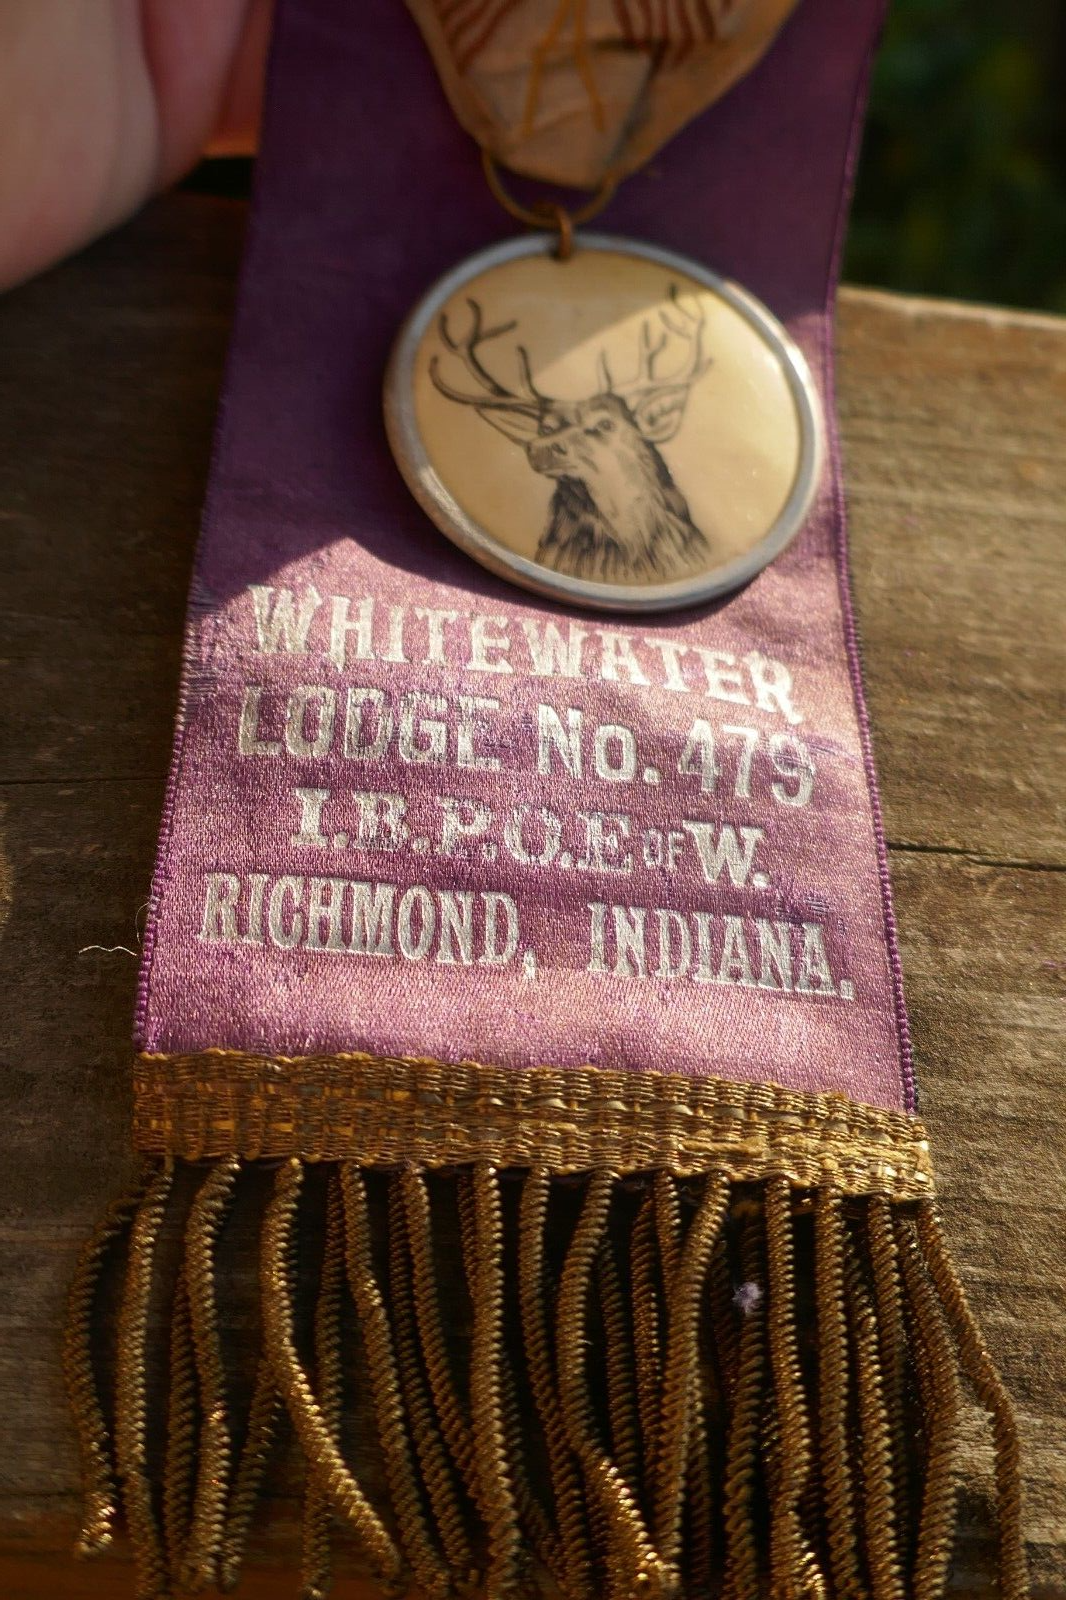 WHITEWATER
LODGE No. 479
I.B.P.O.E OF W.
RICHMOND, INDIANA.